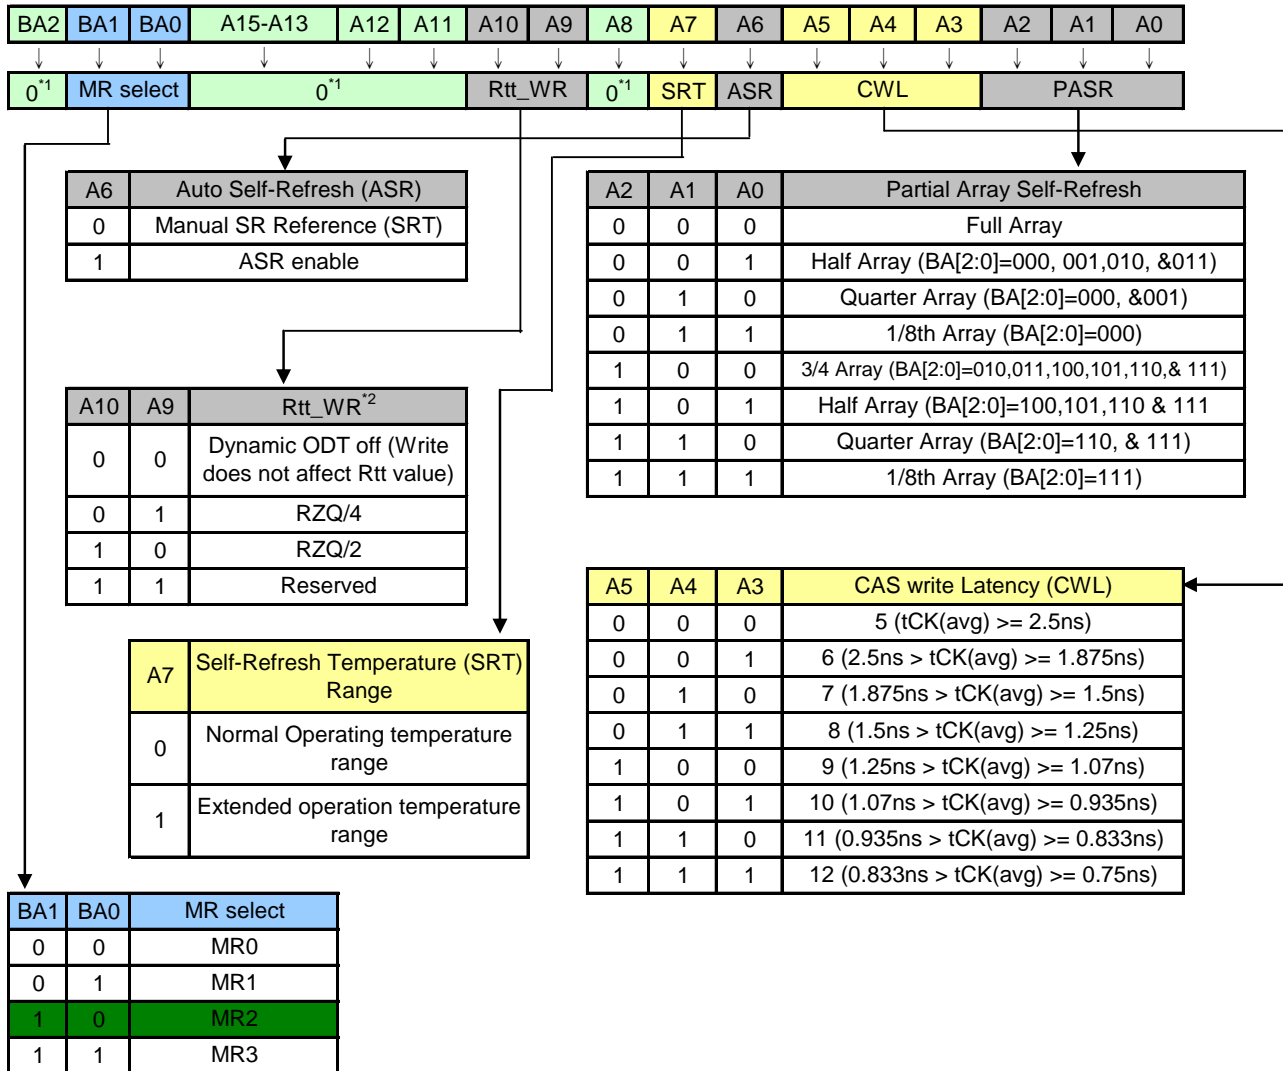 BA2 BA1 BA0 A15-A13 A12 A11 A10 A9 A8 A7 A6 A5 A4 A3 A2 A1 A0
0*1 MR select 0*1 Rtt_WR 0*1 SRT ASR CWL PASR
A6 Auto Self-Refresh (ASR)
0 Manual SR Reference (SRT)
1 ASR enable
A2 A1 A0 Partial Array Self-Refresh
0 0 0 Full Array
0 0 1 Half Array (BA[2:0]=000, 001,010, &011)
0 1 0 Quarter Array (BA[2:0]=000, &001)
0 1 1 1/8th Array (BA[2:0]=000)
1 0 0 3/4 Array (BA[2:0]=010,011,100,101,110,& 111)
1 0 1 Half Array (BA[2:0]=100,101,110 & 111
1 1 0 Quarter Array (BA[2:0]=110, & 111)
1 1 1 1/8th Array (BA[2:0]=111)
A10 A9 Rtt_WR*2
0 0 Dynamic ODT off (Write
does not affect Rtt value)
0 1 RZQ/4
1 0 RZQ/2
1 1 Reserved
A5 A4 A3 CAS write Latency (CWL)
0 0 0 5 (tCK(avg) >= 2.5ns)
0 0 1 6 (2.5ns > tCK(avg) >= 1.875ns)
0 1 0 7 (1.875ns > tCK(avg) >= 1.5ns)
0 1 1 8 (1.5ns > tCK(avg) >= 1.25ns)
1 0 0 9 (1.25ns > tCK(avg) >= 1.07ns)
1 0 1 10 (1.07ns > tCK(avg) >= 0.935ns)
1 1 0 11 (0.935ns > tCK(avg) >= 0.833ns)
1 1 1 12 (0.833ns > tCK(avg) >= 0.75ns)
A7 Self-Refresh Temperature (SRT)
Range
0 Normal Operating temperature
range
1 Extended operation temperature
range
BA1 BA0 MR select
0 0 MR0
0 1 MR1
1 0 MR2
1 1 MR3